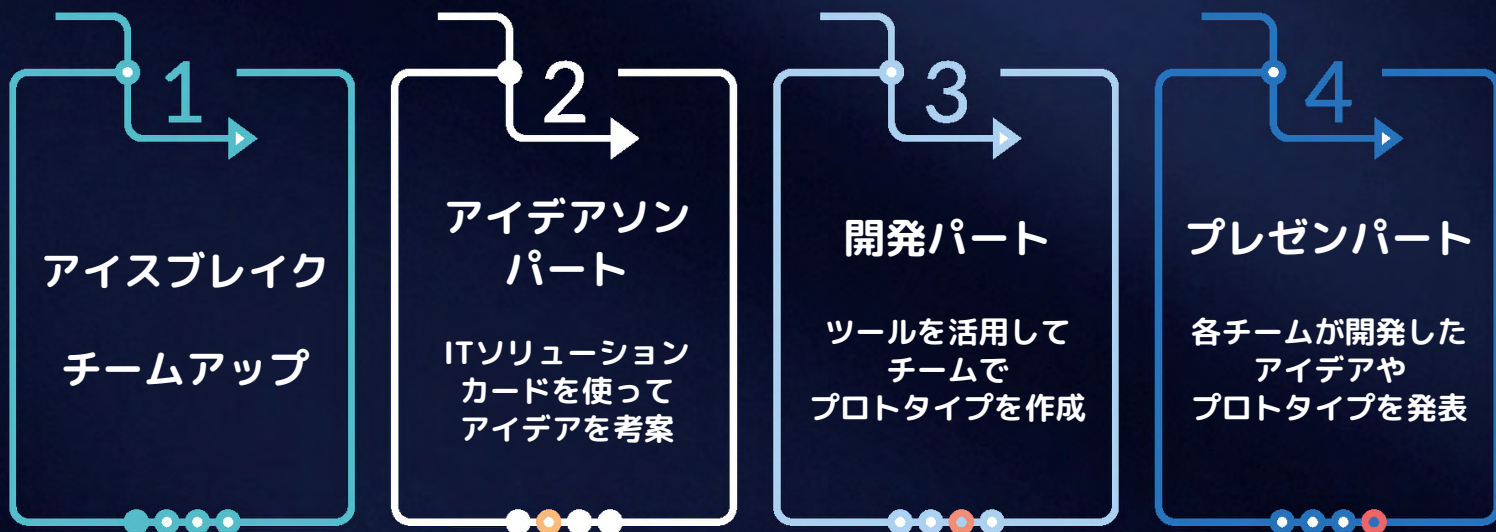 1
アイスブレイク
チームアップ
2
アイデアソン
パート
ITソリューション
カードを使って
アイデアを考案
3
開発パート
ツールを活用して
チームで
プロトタイプを作成
4
プレゼンパート
各チームが開発した
アイデアや
プロトタイプを発表